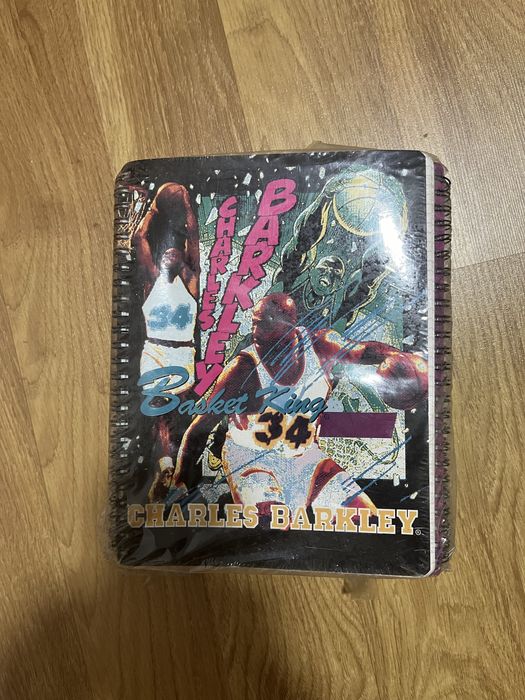 CHARLES
BARKLEY
34
Basket King
34
CHARLES BARKLEY®